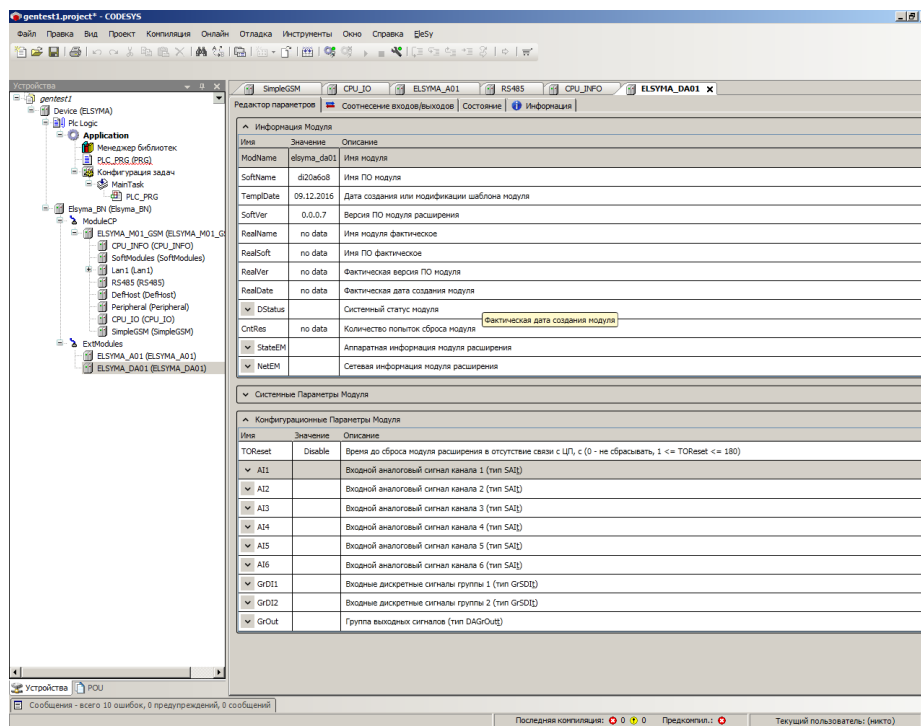 gentest1.project* - CODESYS
Файл Правка Вид Проект Компиляция Онлайн Отладка Инструменты Окно Справка EleSy
Устройства
gentest1
Device (ELSYMA)
Plc Logic
Application
Менеджер библиотек
PLC_PRG (PRG)
Конфигурация задач
MainTask
PLC_PRG
Elsyma_BN (Elsyma_BN)
ModuleCP
ELSYMA_M01_GSM (ELSYMA_M01_GS
CPU_INFO (CPU_INFO)
SoftModules (SoftModules)
Lan1 (Lan1)
RS485 (RS485)
DefHost (DefHost)
Peripheral (Peripheral)
CPU_IO (CPU_IO)
SimpleGSM (SimpleGSM)
ExtModules
ELSYMA_A01 (ELSYMA_A01)
ELSYMA_DA01 (ELSYMA_DA01)
Устройства POU
SimpleGSM CPU_IO ELSYMA_A01 RS485 CPU_INFO ELSYMA_DA01
Редактор параметров Соотнесение входов/выходов Состояние Информация
Информация Модуля
Имя Значение Описание
ModName elsyma_da01 Имя модуля
SoftName di20a6o8 Имя ПО модуля
TemplDate 09.12.2016 Дата создания или модификации шаблона модуля
SoftVer 0.0.0.7 Версия ПО модуля расширения
RealName no data Имя модуля фактическое
RealSoft no data Имя ПО фактическое
RealVer no data Фактическая версия ПО модуля
RealDate no data Фактическая дата создания модуля
DStatus Системный статус модуля
Фактическая дата создания модуля
CntRes no data Количество попыток сброса модуля
StateEM Аппаратная информация модуля расширения
NetEM Сетевая информация модуля расширения
Системные Параметры Модуля
Конфигурационные Параметры Модуля
Имя Значение Описание
TOReset Disable Время до сброса модуля расширения в отсутствие связи с ЦП, с (0 - не сбрасывать, 1 <= TOReset <= 180)
AI1 Входной аналоговый сигнал канала 1 (тип SAIt)
AI2 Входной аналоговый сигнал канала 2 (тип SAIt)
AI3 Входной аналоговый сигнал канала 3 (тип SAIt)
AI4 Входной аналоговый сигнал канала 4 (тип SAIt)
AI5 Входной аналоговый сигнал канала 5 (тип SAIt)
AI6 Входной аналоговый сигнал канала 6 (тип SAIt)
GrDI1 Входные дискретные сигналы группы 1 (тип GrSDIt)
GrDI2 Входные дискретные сигналы группы 2 (тип GrSDIt)
GrOut Группа выходных сигналов (тип DAGrOutt)
Сообщения - всего 10 ошибок, 0 предупреждений, 0 сообщений
Последняя компиляция: 0 0 Предкомпил.: Текущий пользователь: (никто)